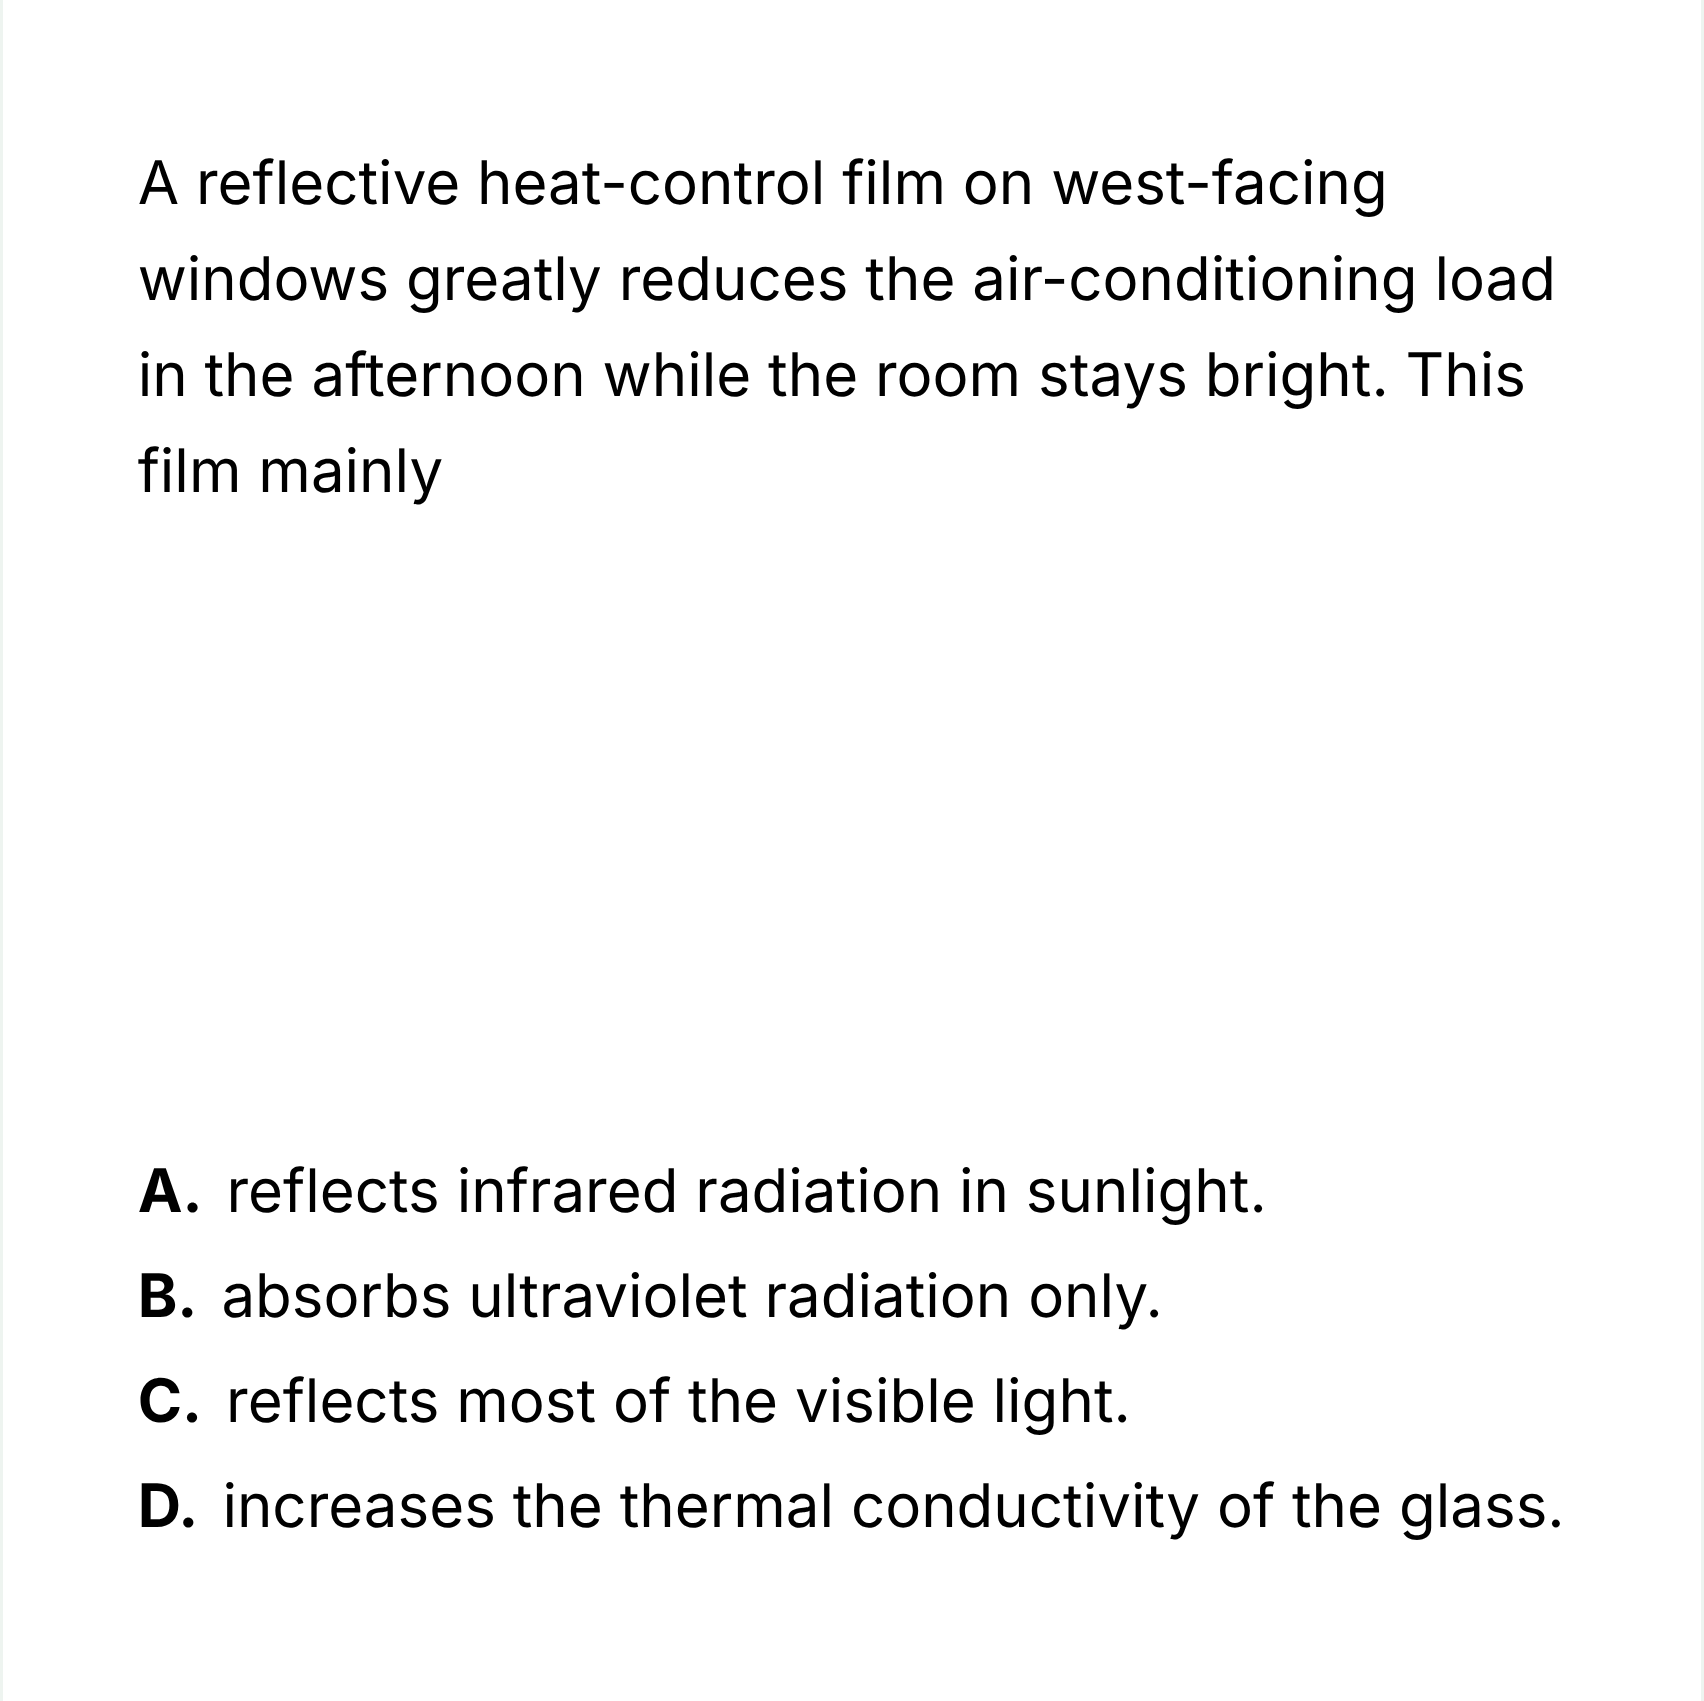 A reflective heat-control film on west-facing
windows greatly reduces the air-conditioning load
in the afternoon while the room stays bright. This
film mainly
A. reflects infrared radiation in sunlight.
B. absorbs ultraviolet radiation only.
C. reflects most of the visible light.
D. increases the thermal conductivity of the glass.